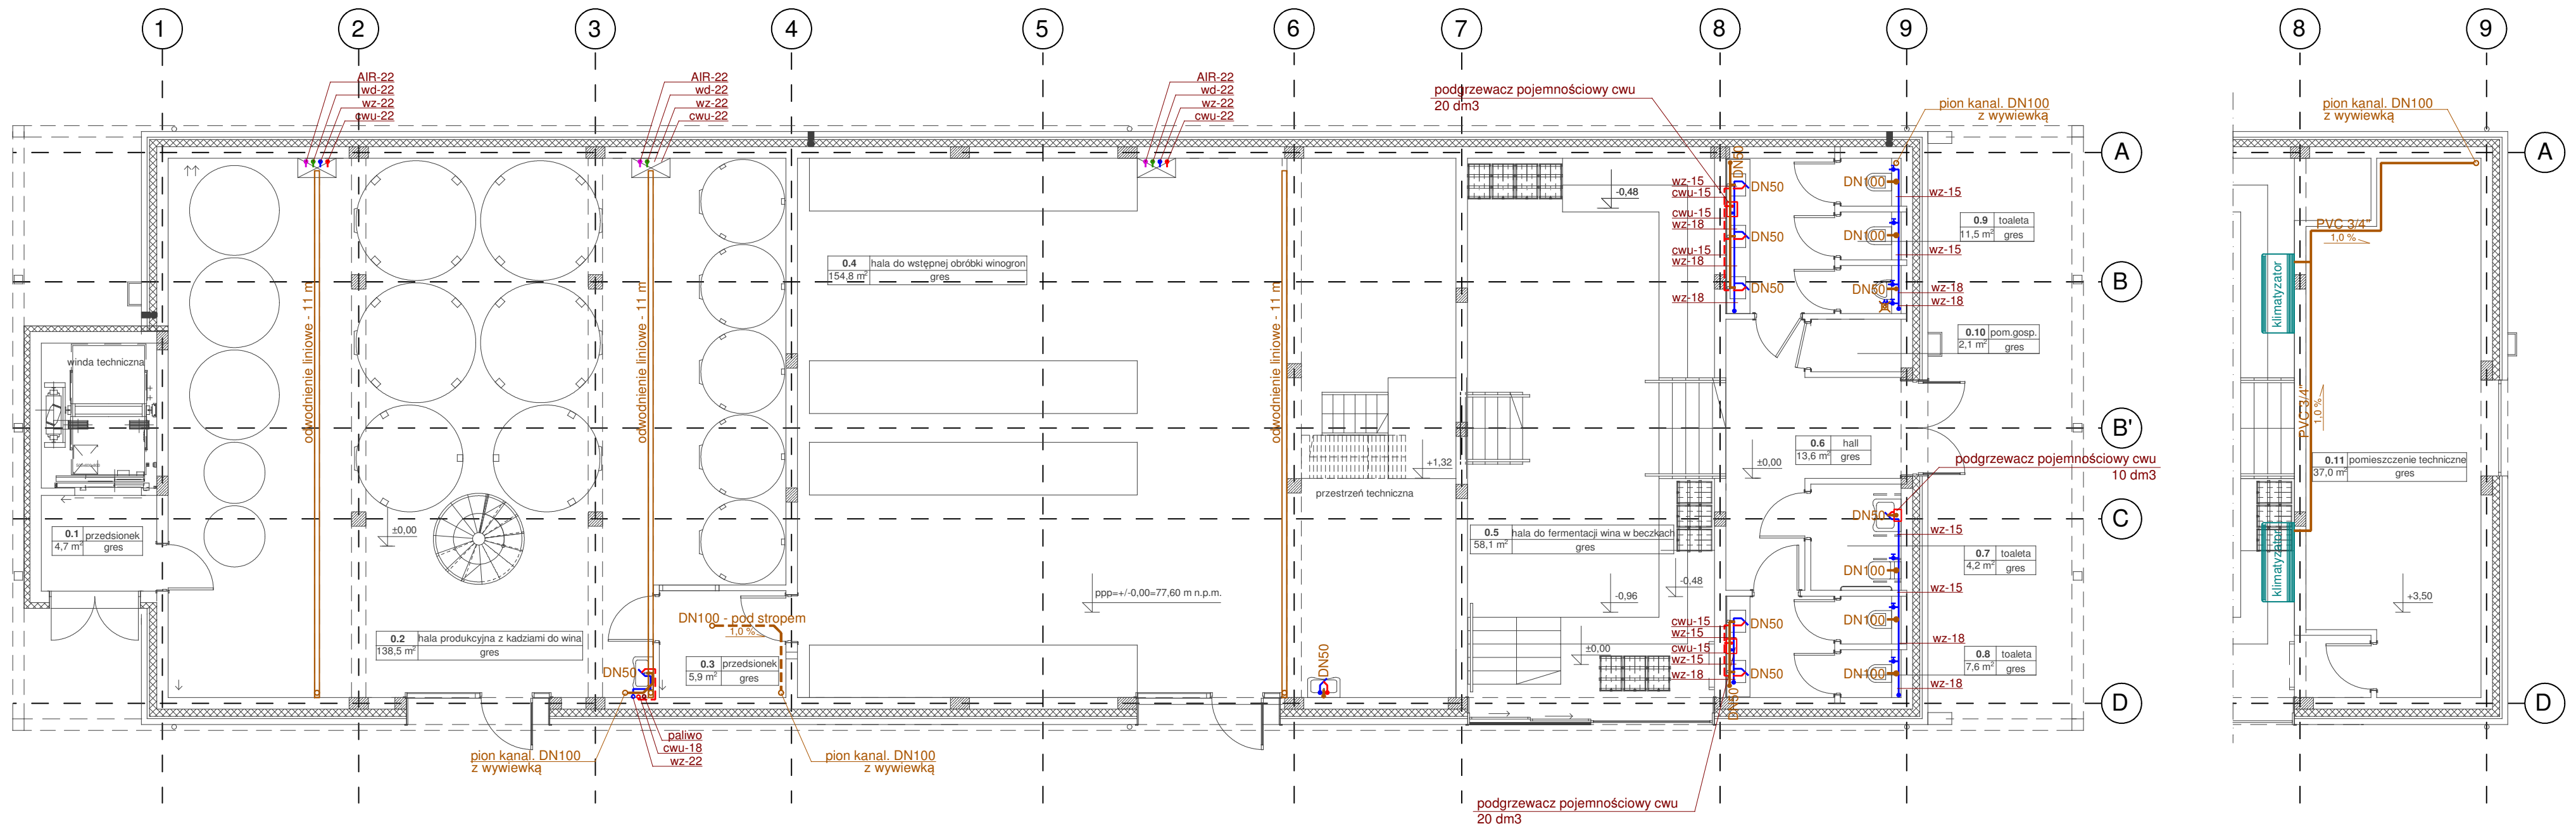 1
2
3
4
5
6
7
8
9
8
9
AIR-22
wd-22
wz-22
cwu-22
AIR-22
wd-22
wz-22
cwu-22
AIR-22
wd-22
wz-22
cwu-22
podgrzewacz pojemnościowy cwu
20 dm3
pion kanal. DN100
z wywiewką
pion kanal. DN100
z wywiewką
A
A
DN50
wz-15
cwu-15
cwu-15
wz-18
cwu-15
wz-18
wz-18
DN50
DN50
DN50
DN100
DN100
DN50
wz-15
wz-15
wz-18
wz-18
-0,48
0.9 toaleta
11,5 m² gres
0.4 hala do wstępnej obróbki winogron
154,8 m² gres
PVC 3/4"
1,0 %
B
B
klimatyzator
odwodnienie liniowe - 11 m
odwodnienie liniowe - 11 m
odwodnienie liniowe - 11 m
winda techniczna
0.10 pom.gosp.
2,1 m² gres
PVC 3/4"
1,0 %
B'
B'
0.6 hall
13,6 m² gres
+1,32
±0,00
przestrzeń techniczna
podgrzewacz pojemnościowy cwu
10 dm3
0.11 pomieszczenie techniczne
37,0 m² gres
C
C
DN50
wz-15
0.1 przedsionek
4,7 m² gres
±0,00
0.5 hala do fermentacji wina w beczkach
58,1 m² gres
klimatyzator
0.7 toaleta
4,2 m² gres
DN100
wz-15
-0,48
-0,96
ppp=+/-0,00=77,60 m n.p.m.
+3,50
DN100 - pod stropem
1,0 %
cwu-15
wz-15
cwu-15
wz-15
wz-18
DN50
DN50
DN50
DN100
DN100
wz-18
wz-18
0.2 hala produkcyjna z kadziami do wina
138,5 m² gres
±0,00
0.8 toaleta
7,6 m² gres
0.3 przedsionek
5,9 m² gres
DN50
DN50
D
D
paliwo
cwu-18
wz-22
pion kanal. DN100
z wywiewką
pion kanal. DN100
z wywiewką
podgrzewacz pojemnościowy cwu
20 dm3